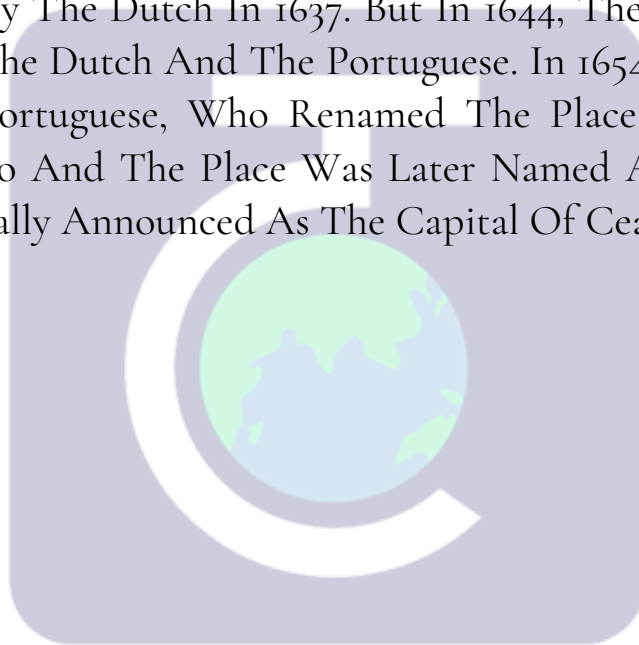 y The Dutch In 1637. But In 1644, The
he Dutch And The Portuguese. In 1654
ortuguese, Who Renamed The Place
o And The Place Was Later Named A
ally Announced As The Capital Of Cea